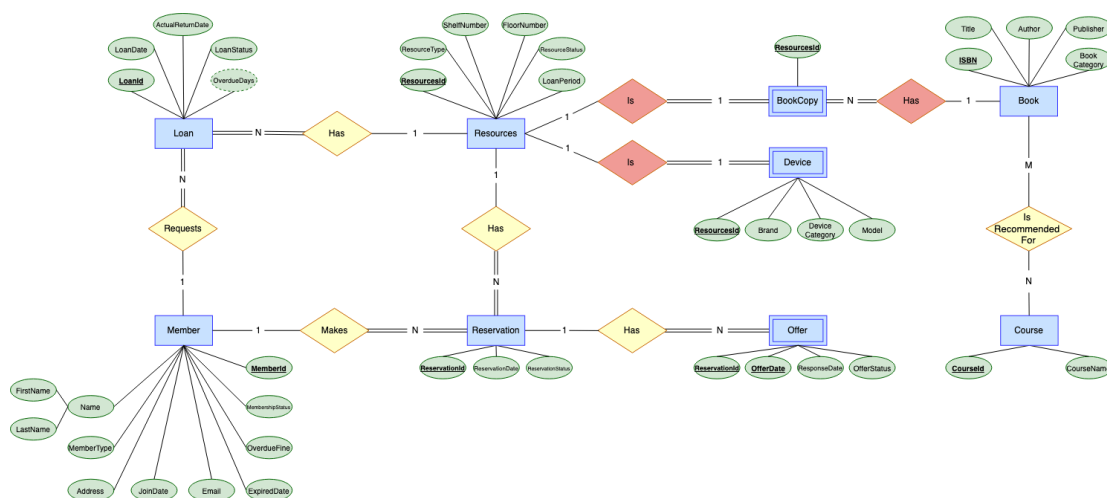 ActualReturnDate
LoanDate
LoanStatus
LoanId
OverdueDays
ShelfNumber
FloorNumber
ResourceType
ResourceStatus
ResourcesId
LoanPeriod
ResourcesId
Title
Author
Publisher
ISBN
Book
Category
Loan
N
Has
1
Resources
1
Is
1
BookCopy
N
Has
1
Book
1
Is
1
Device
N
1
M
Requests
Has
ResourcesId
Brand
Device
Category
Model
Is
Recommended
For
1
N
N
Member
1
Makes
N
Reservation
1
Has
N
Offer
Course
MemberId
ReservationId
ReservationDate
ReservationStatus
ReservationId
OfferDate
ResponseDate
OfferStatus
CourseId
CourseName
FirstName
LastName
Name
MembershipStatus
MemberType
OverdueFine
Address
JoinDate
Email
ExpiredDate